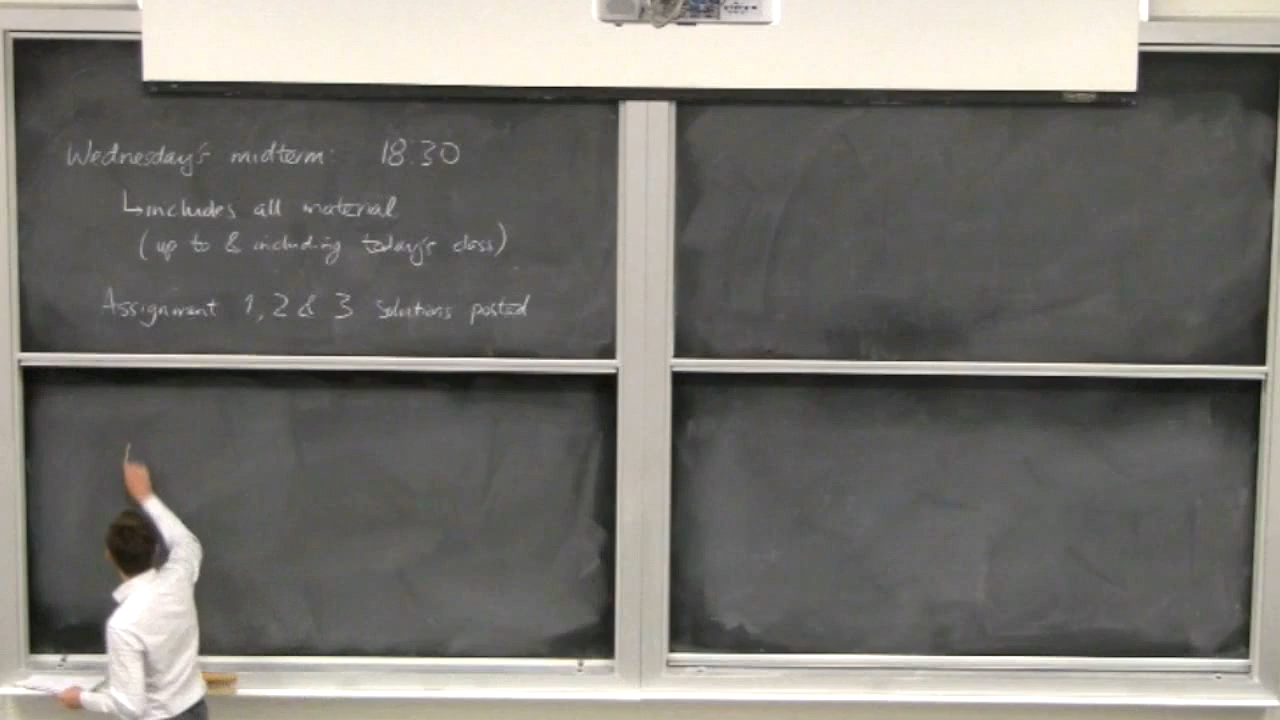 Wednesday's midterm: 18:30
↳ includes all material
(up to & including today's class)
Assignment 1, 2 & 3 solutions posted